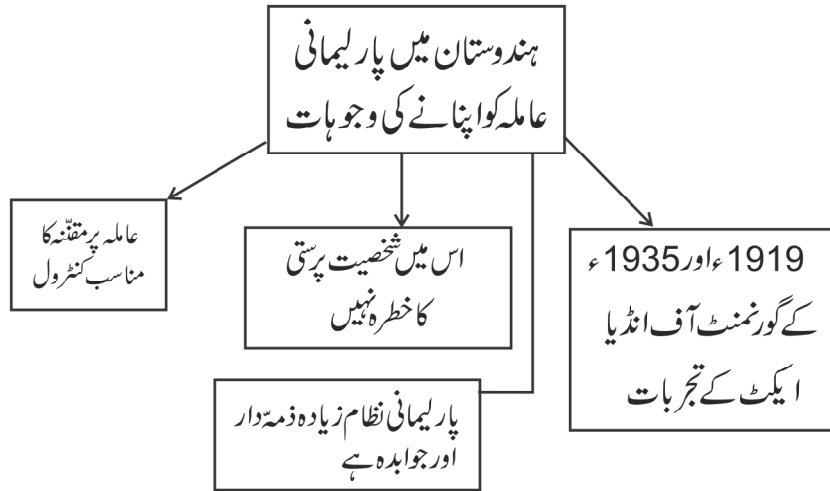 ہندوستان میں پارلیمانی
عاملہ کو اپنانے کی وجوہات
1919ء اور 1935ء
کے گورنمنٹ آف انڈیا
ایکٹ کے تجربات
اس میں شخصیت پرستی
کا خطرہ نہیں
عاملہ پر مقنّنہ کا
مناسب کنٹرول
پارلیمانی نظام زیادہ ذمہّ دار
اور جوابدہ ہے